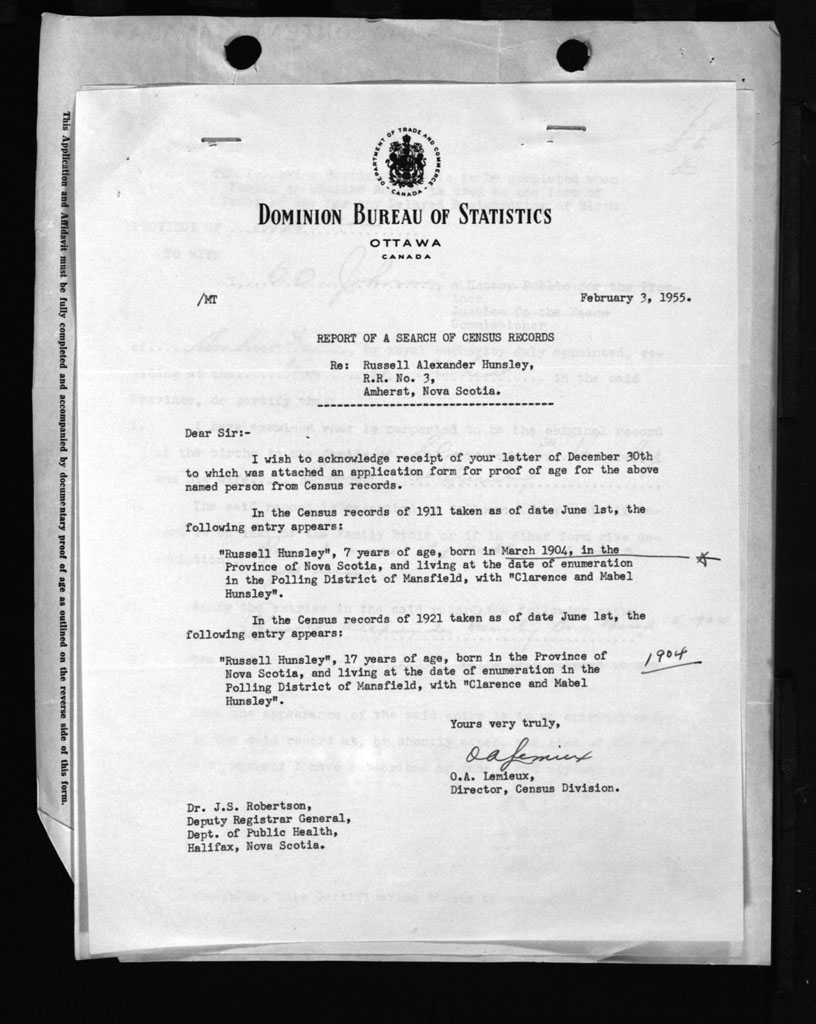 DEPARTMENT OF TRADE AND COMMERCE
CANADA
DOMINION BUREAU OF STATISTICS
OTTAWA
CANADA
/MT February 3, 1955.
REPORT OF A SEARCH OF CENSUS RECORDS
Re: Russell Alexander Hunsley,
R.R. No. 3,
Amherst, Nova Scotia.
Dear Sir:-
I wish to acknowledge receipt of your letter of December 30th
to which was attached an application form for proof of age for the above
named person from Census records.
In the Census records of 1911 taken as of date June 1st, the
following entry appears:
"Russell Hunsley", 7 years of age, born in March 1904, in the
Province of Nova Scotia, and living at the date of enumeration
in the Polling District of Mansfield, with "Clarence and Mabel
Hunsley".
In the Census records of 1921 taken as of date June 1st, the
following entry appears:
"Russell Hunsley", 17 years of age, born in the Province of
Nova Scotia, and living at the date of enumeration in the
Polling District of Mansfield, with "Clarence and Mabel
Hunsley".
1904
Yours very truly,
O A Lemieux
O.A. Lemieux,
Director, Census Division.
Dr. J.S. Robertson,
Deputy Registrar General,
Dept. of Public Health,
Halifax, Nova Scotia.
This Application and Affidavit must be fully completed and accompanied by documentary proof of age as outlined on the reverse side of this form.